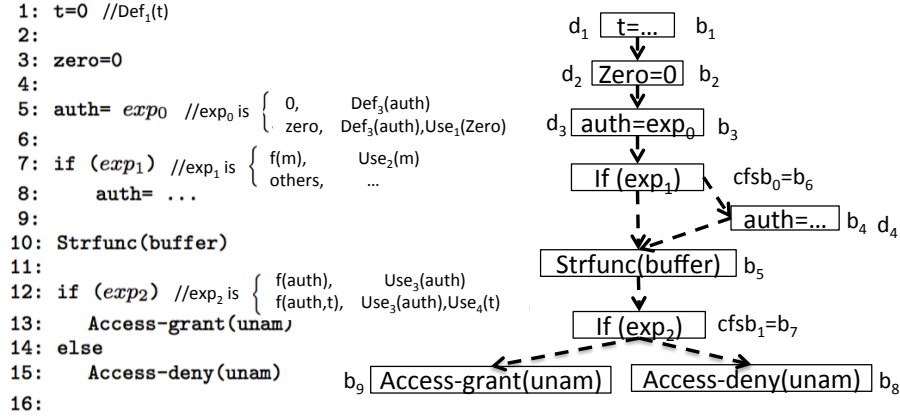 1: t=0 //Def₁(t)
2:
3: zero=0
4:
5: auth= exp₀ //exp₀ is { 0, Def₃(auth)
zero, Def₃(auth),Use₁(Zero)
6:
7: if (exp₁) //exp₁ is { f(m), Use₂(m)
others, ...
8: auth= ...
9:
10: Strfunc(buffer)
11:
12: if (exp₂) //exp₂ is { f(auth), Use₃(auth)
f(auth,t), Use₃(auth),Use₄(t)
13: Access-grant(unam)
14: else
15: Access-deny(unam)
16:
d₁ t=... b₁
d₂ Zero=0 b₂
d₃ auth=exp₀ b₃
If (exp₁) cfsb₀=b₆
auth=... b₄ d₄
Strfunc(buffer) b₅
If (exp₂) cfsb₁=b₇
b₉ Access-grant(unam) Access-deny(unam) b₈